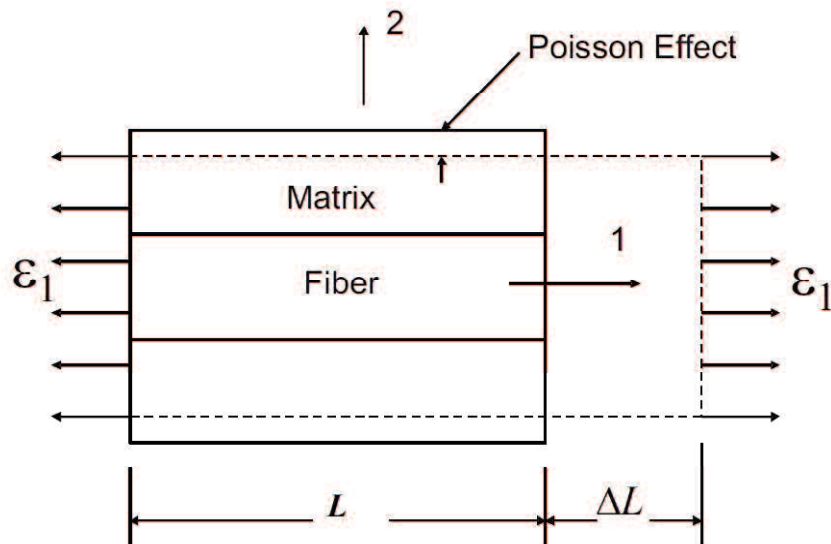 2
Poisson Effect
Matrix
1
ε₁
Fiber
ε₁
L
ΔL